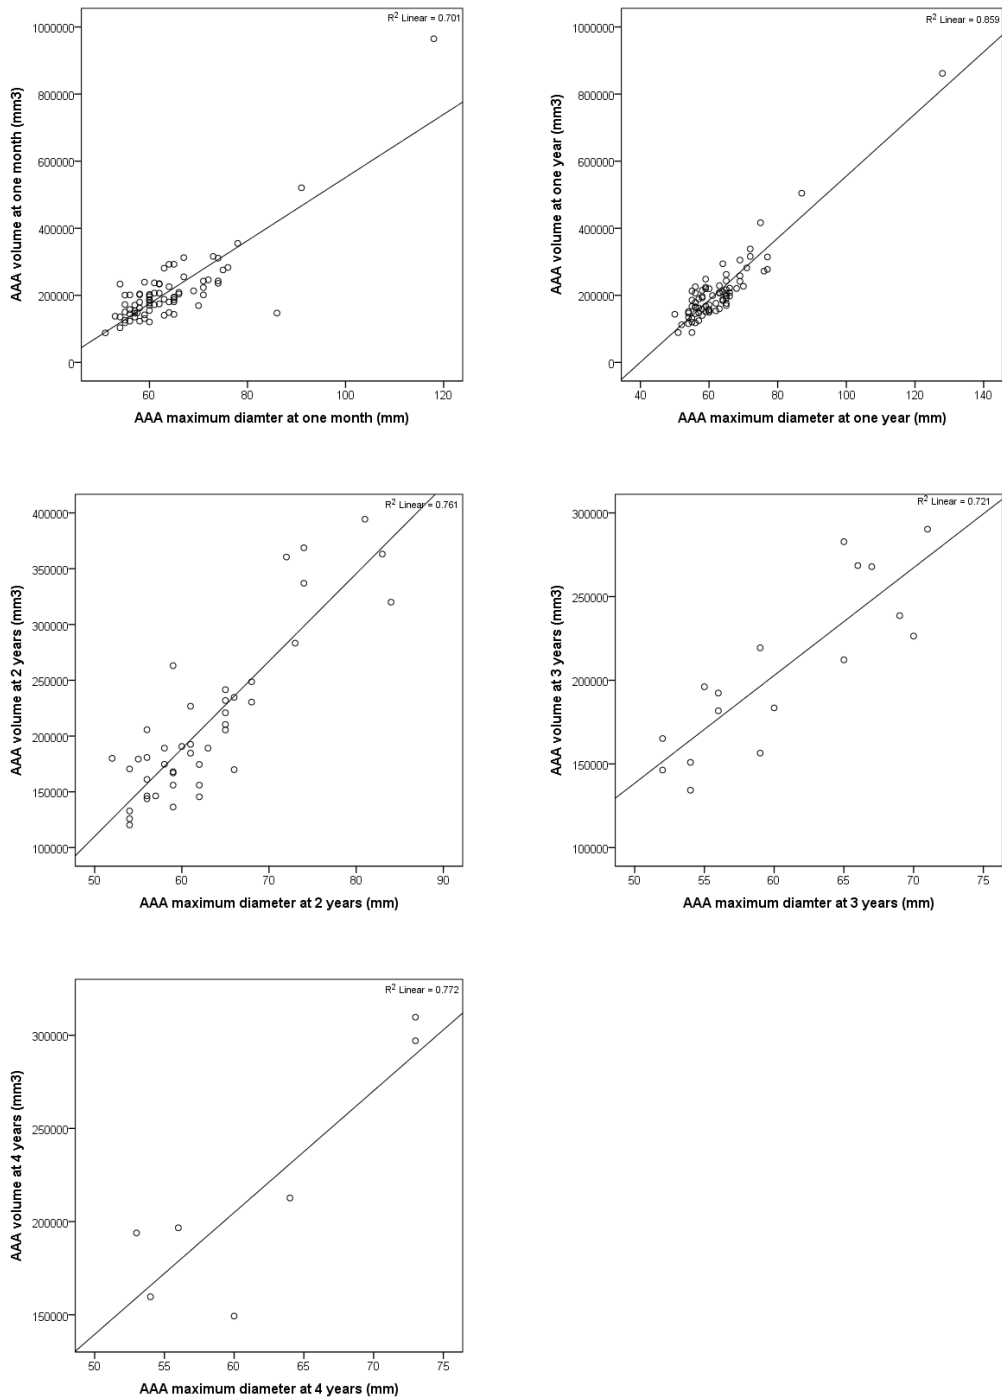 R2 Linear = 0.701
1000000
800000
600000
400000
200000
0
AAA volume at one month (mm3)
60 80 100 120
AAA maximum diamter at one month (mm)
R2 Linear = 0.859
1000000
800000
600000
400000
200000
0
AAA volume at one year (mm3)
40 60 80 100 120 140
AAA maximum diameter at one year (mm)
R2 Linear = 0.761
400000
350000
300000
250000
200000
150000
100000
AAA volume at 2 years (mm3)
50 60 70 80 90
AAA maximum diameter at 2 years (mm)
R2 Linear = 0.721
300000
250000
200000
150000
100000
AAA volume at 3 years (mm3)
50 55 60 65 70 75
AAA maximum diamter at 3 years (mm)
R2 Linear = 0.772
300000
250000
200000
150000
AAA volume at 4 years (mm3)
50 55 60 65 70 75
AAA maximum diameter at 4 years (mm)